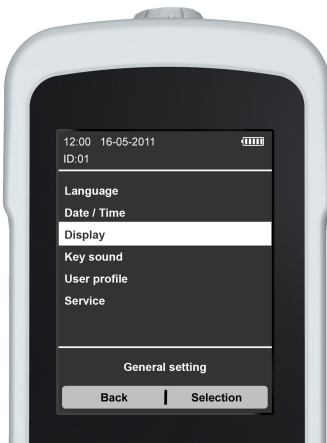 12:00 16-05-2011
ID:01
Language
Date / Time
Display
Key sound
User profile
Service
General setting
Back | Selection